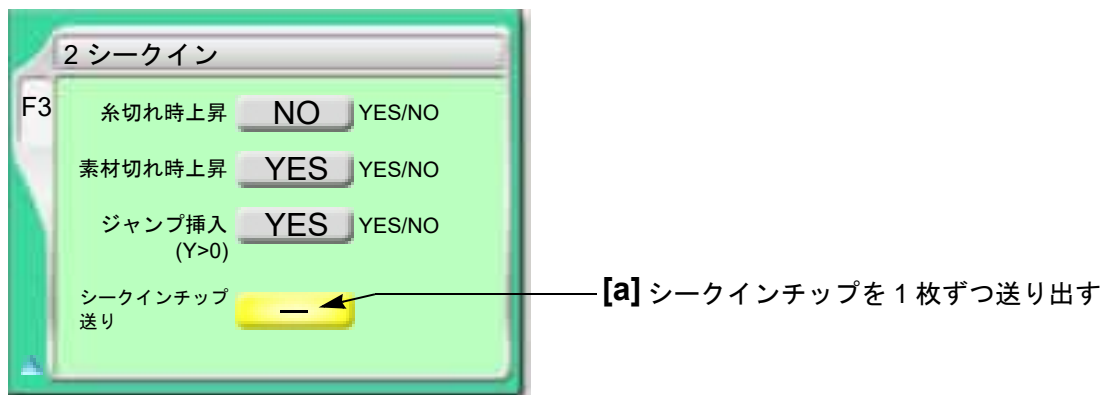 2 シークイン
F3
糸切れ時上昇 NO YES/NO
素材切れ時上昇 YES YES/NO
ジャンプ挿入 YES YES/NO
(Y>0)
シークインチップ
送り —
[a] シークインチップを 1 枚ずつ送り出す